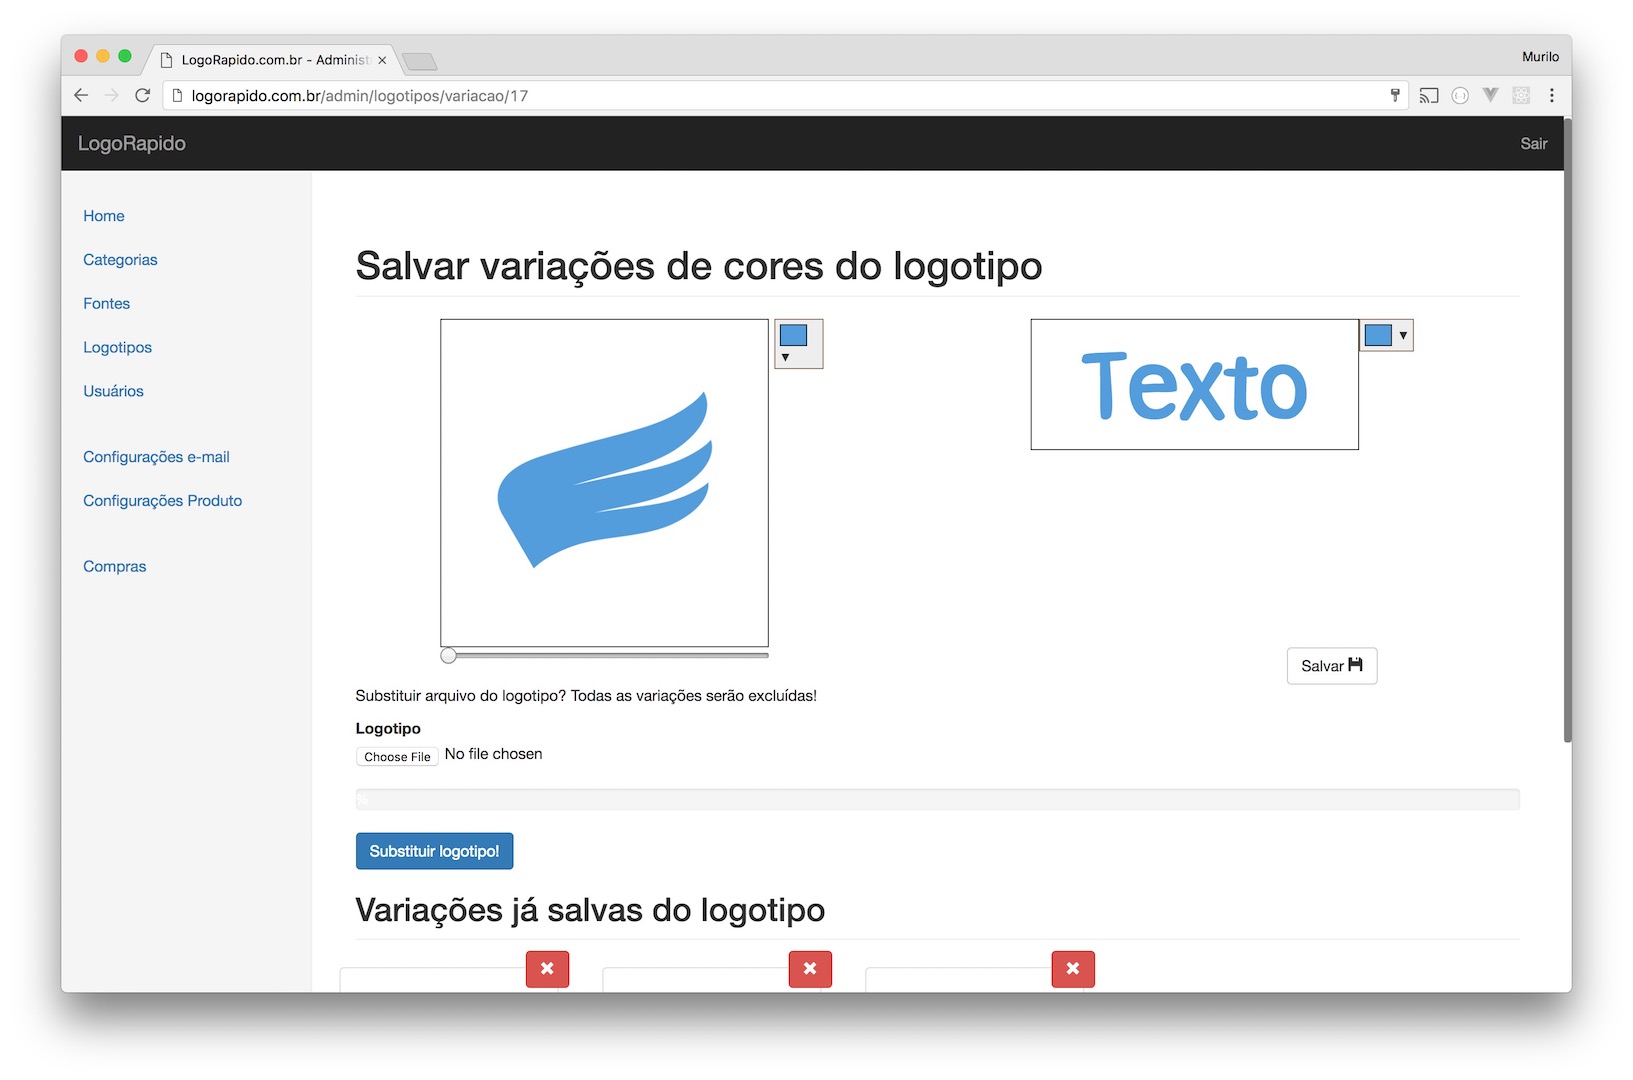 LogoRapido.com.br - Administ
Murilo
logorapido.com.br/admin/logotipos/variacao/17
LogoRapido
Sair
Home
Categorias
Fontes
Logotipos
Usuários
Configurações e-mail
Configurações Produto
Compras
Salvar variações de cores do logotipo
Texto
Salvar
Substituir arquivo do logotipo? Todas as variações serão excluídas!
Logotipo
Choose File No file chosen
%
Substituir logotipo!
Variações já salvas do logotipo